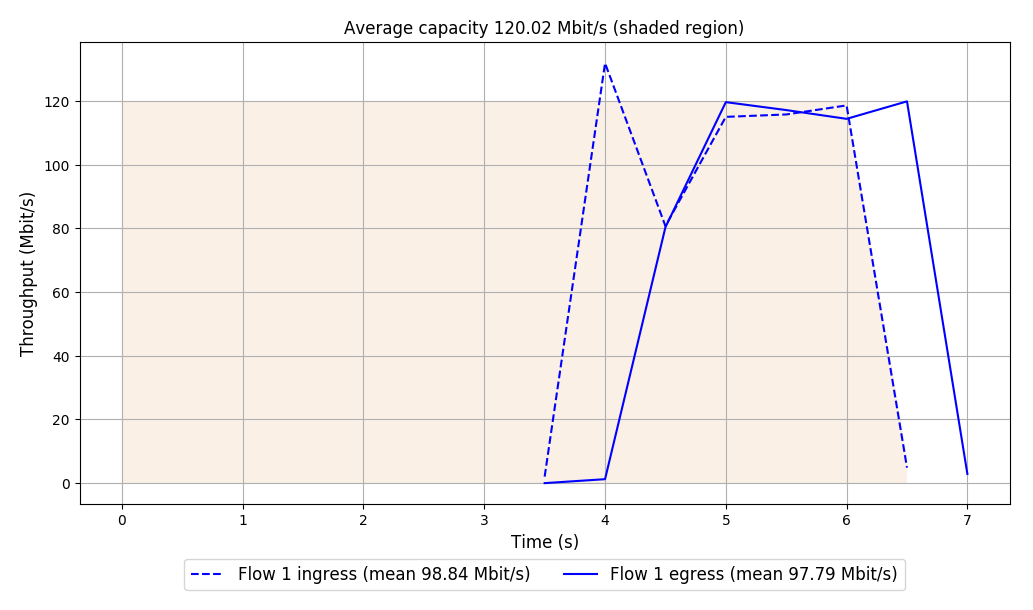 Average capacity 120.02 Mbit/s (shaded region)
Throughput (Mbit/s)
120
100
80
60
40
20
0
0 1 2 3 4 5 6 7
Time (s)
Flow 1 ingress (mean 98.84 Mbit/s) Flow 1 egress (mean 97.79 Mbit/s)